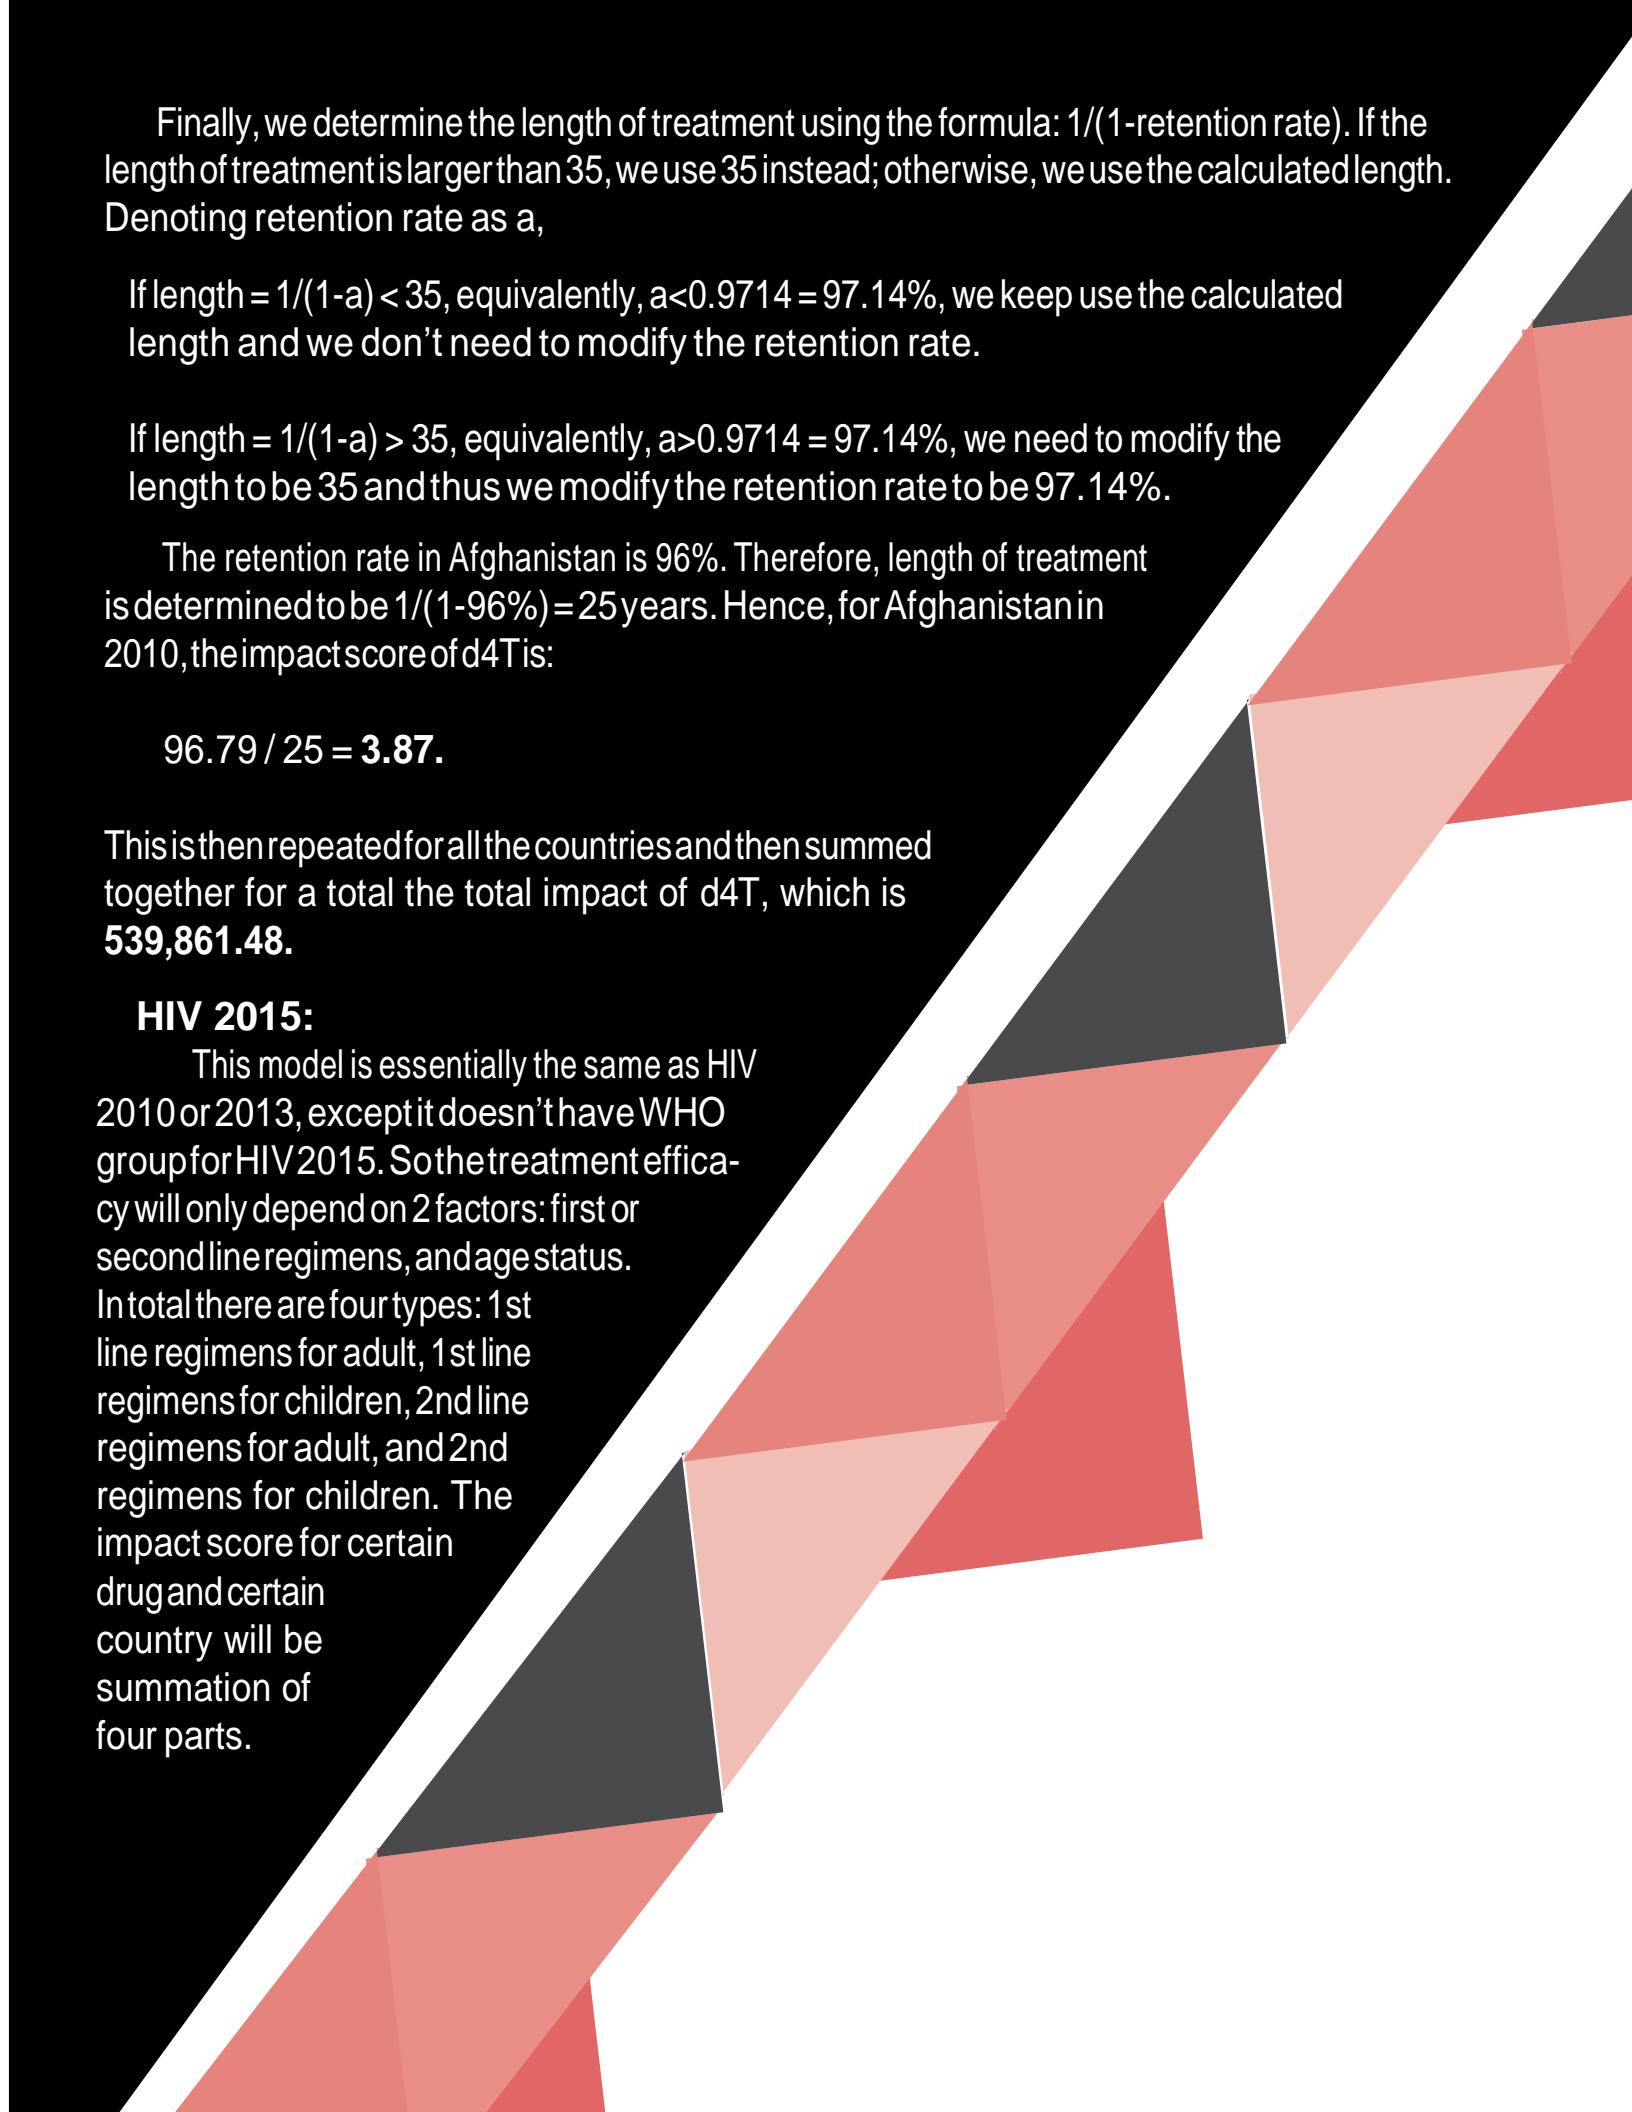 Finally, we determine the length of treatment using the formula: 1/(1-retention rate). If the
length of treatment is larger than 35, we use 35 instead; otherwise, we use the calculated length.
Denoting retention rate as a,
If length = 1/(1-a) < 35, equivalently, a<0.9714 = 97.14%, we keep use the calculated
length and we don’t need to modify the retention rate.
If length = 1/(1-a) > 35, equivalently, a>0.9714 = 97.14%, we need to modify the
length to be 35 and thus we modify the retention rate to be 97.14%.
The retention rate in Afghanistan is 96%. Therefore, length of treatment
is determined to be 1/(1-96%) = 25 years. Hence, for Afghanistan in
2010, the impact score of d4T is:
96.79 / 25 = 3.87.
This is then repeated for all the countries and then summed
together for a total the total impact of d4T, which is
539,861.48.
HIV 2015:
This model is essentially the same as HIV
2010 or 2013, except it doesn’t have WHO
group for HIV 2015. So the treatment effica-
cy will only depend on 2 factors: first or
second line regimens, and age status.
In total there are four types: 1st
line regimens for adult, 1st line
regimens for children, 2nd line
regimens for adult, and 2nd
regimens for children. The
impact score for certain
drug and certain
country will be
summation of
four parts.